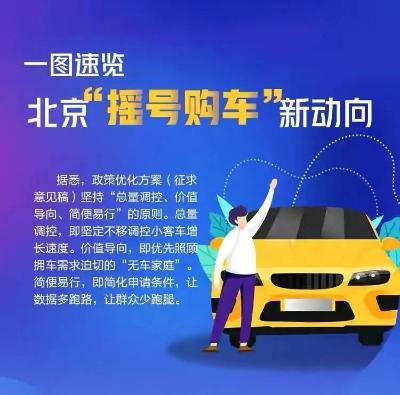 一图速览
北京“摇号购车”新动向
据悉，政策优化方案（征求
意见稿）坚持“总量调控、价值
导向、简便易行”的原则。总量
调控，即坚定不移调控小客车增
长速度。价值导向，即优先照顾
拥车需求迫切的“无车家庭”。
简便易行，即简化申请条件，让
数据多跑路，让群众少跑腿。